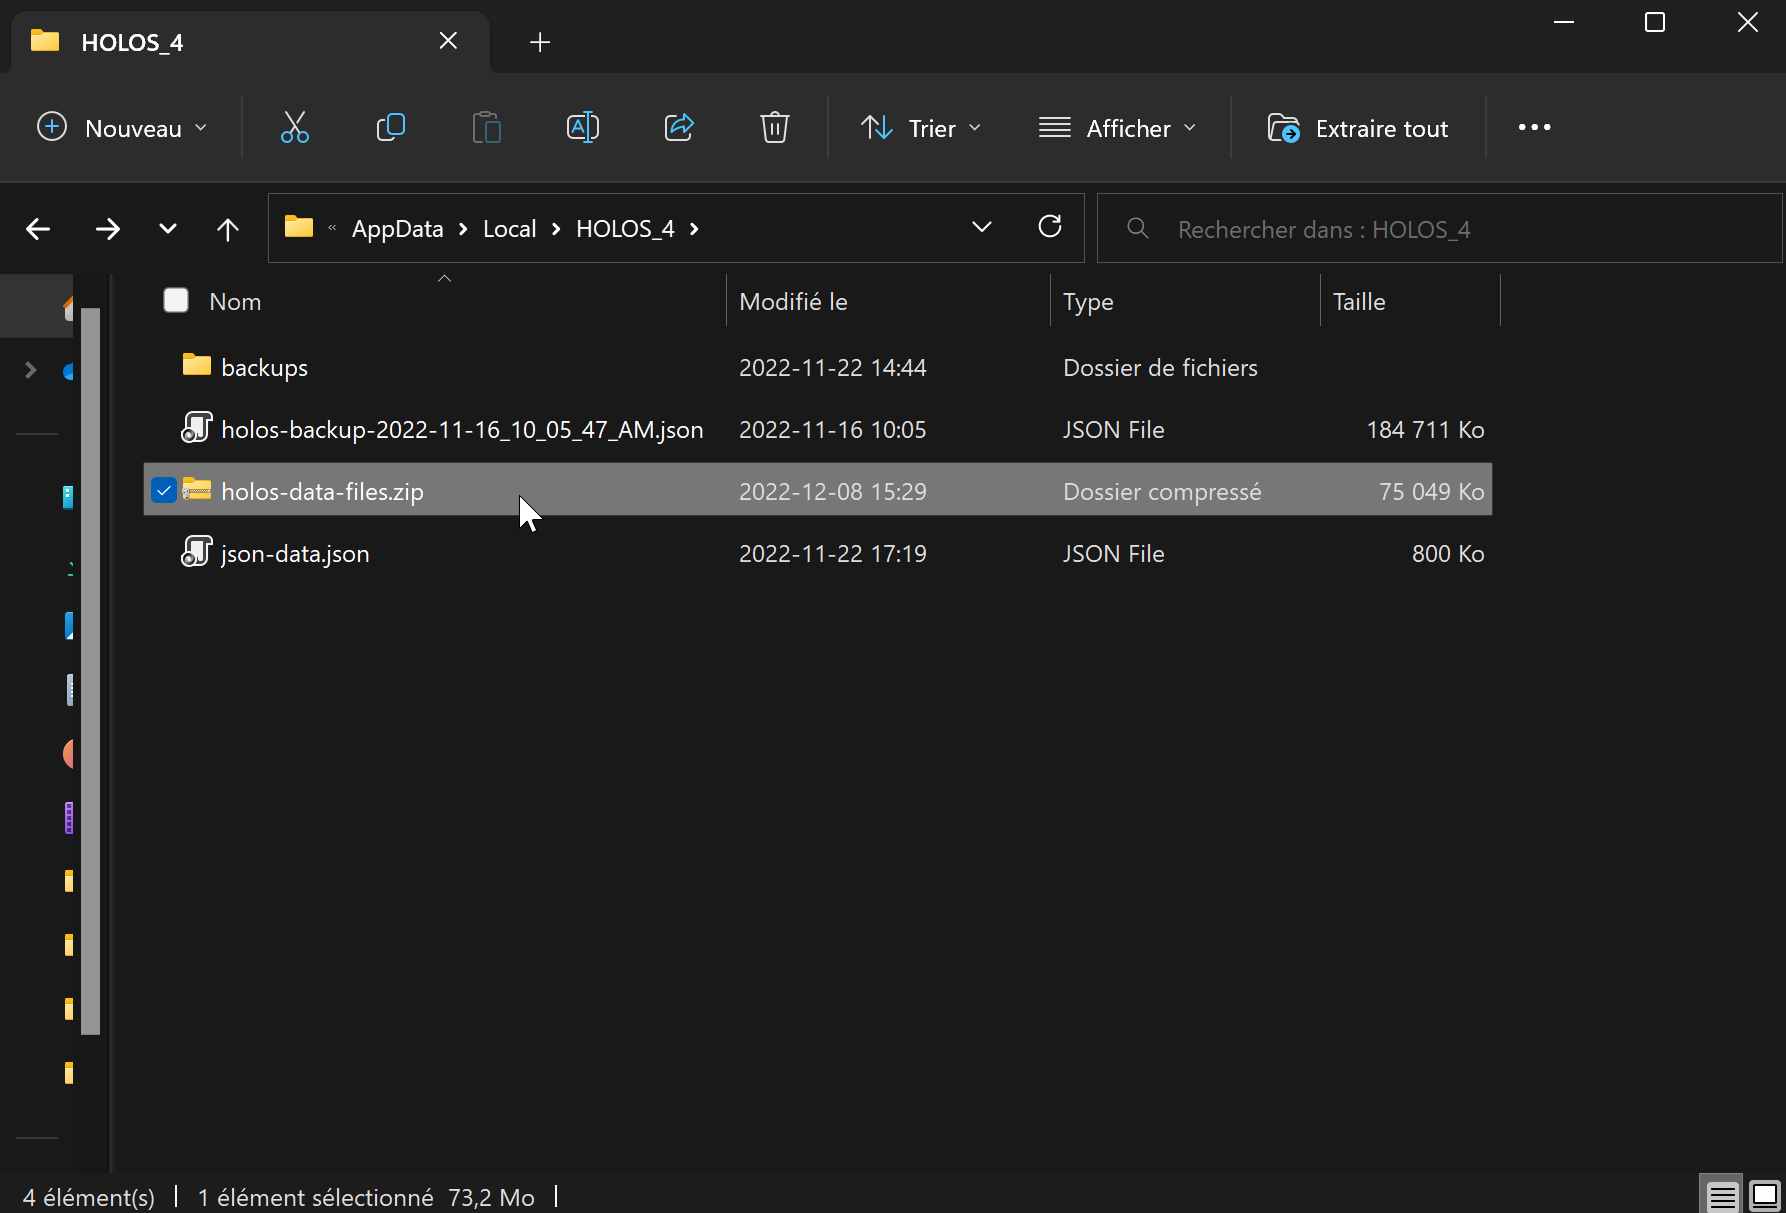 HOLOS_4
Nouveau Trier Afficher Extraire tout
« AppData > Local > HOLOS_4 > Rechercher dans : HOLOS_4
Nom Modifié le Type Taille
backups 2022-11-22 14:44 Dossier de fichiers
holos-backup-2022-11-16_10_05_47_AM.json 2022-11-16 10:05 JSON File 184 711 Ko
holos-data-files.zip 2022-12-08 15:29 Dossier compressé 75 049 Ko
json-data.json 2022-11-22 17:19 JSON File 800 Ko
4 élément(s) | 1 élément sélectionné 73,2 Mo |